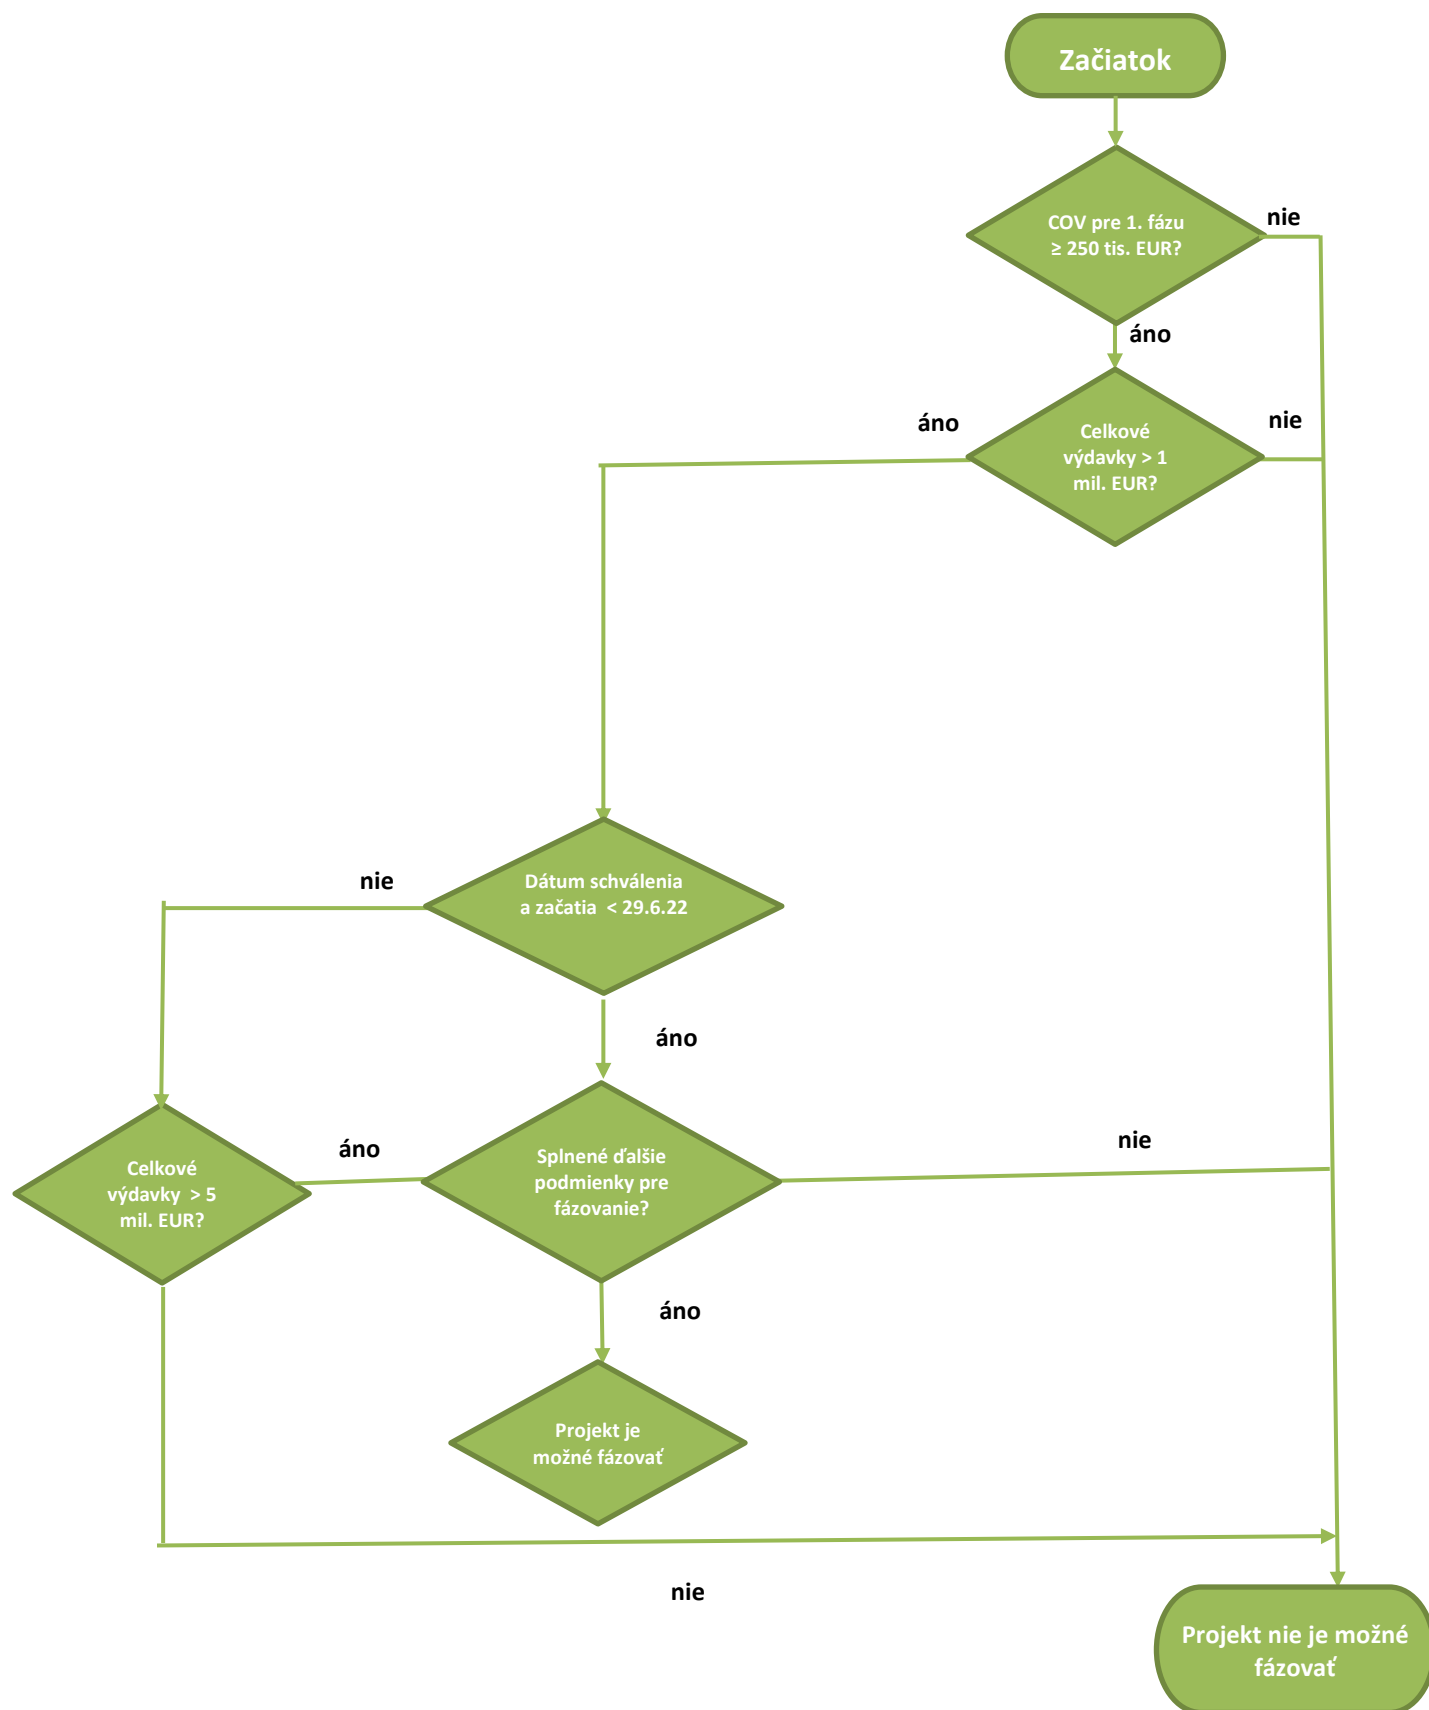 Začiatok
COV pre 1. fázu
≥ 250 tis. EUR?
nie
áno
Celkové
výdavky > 1
mil. EUR?
áno
nie
Dátum schválenia
a začatia < 29.6.22
nie
áno
Celkové
výdavky > 5
mil. EUR?
áno
Splnené ďalšie
podmienky pre
fázovanie?
nie
áno
Projekt je
možné fázovať
nie
Projekt nie je možné
fázovať